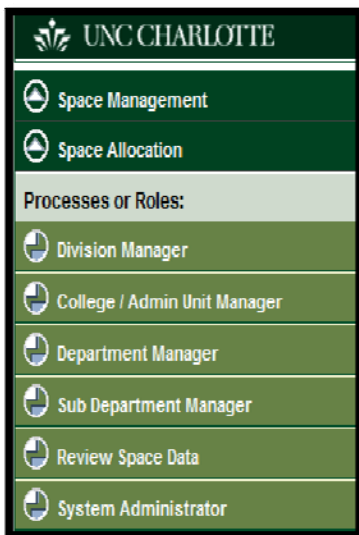 UNC CHARLOTTE
Space Management
Space Allocation
Processes or Roles:
Division Manager
College / Admin Unit Manager
Department Manager
Sub Department Manager
Review Space Data
System Administrator